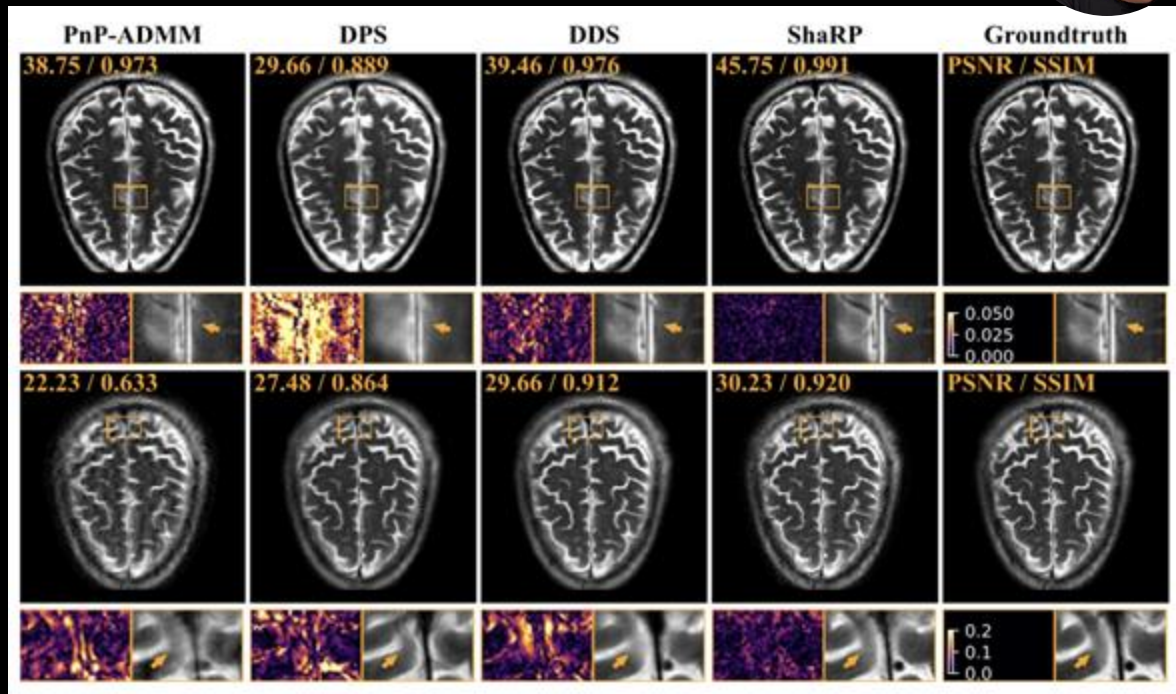 PnP-ADMM DPS DDS ShaRP Groundtruth
38.75 / 0.973 29.66 / 0.889 39.46 / 0.976 45.75 / 0.991 PSNR / SSIM
0.050
0.025
0.000
22.23 / 0.633 27.48 / 0.864 29.66 / 0.912 30.23 / 0.920 PSNR / SSIM
0.2
0.1
0.0